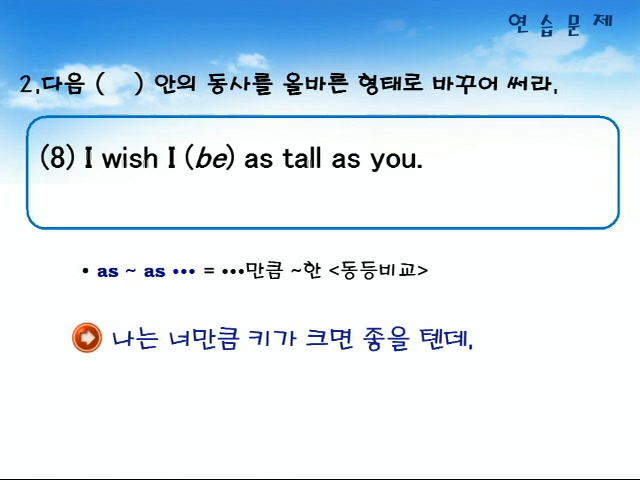 연 습 문 제
2. 다음 (    ) 안의 동사를 올바른 형태로 바꾸어 써라.
(8) I wish I (be) as tall as you.
• as ~ as ••• = •••만큼 ~한 <동등비교>
나는 너만큼 키가 크면 좋을 텐데.